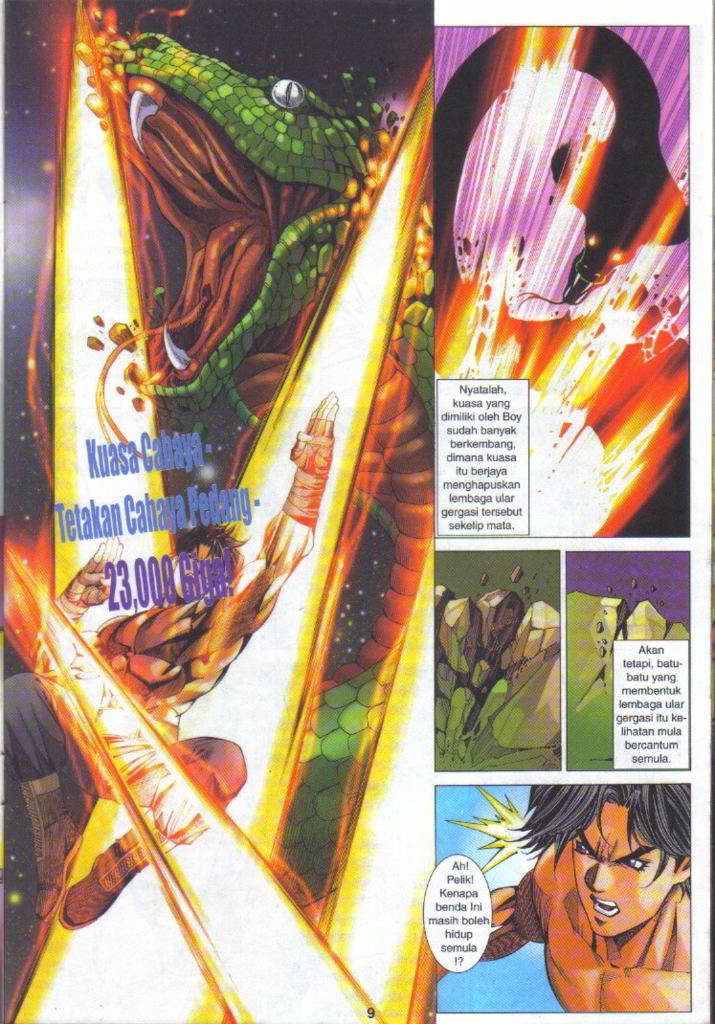 Kuasa Cahaya -
Tetakan Cahaya Pedang -
23,000 Giga!
Nyatalah,
kuasa yang
dimiliki oleh Boy
sudah banyak
berkembang,
dimana kuasa
itu berjaya
menghapuskan
lembaga ular
gergasi tersebut
sekelip mata.
Akan
tetapi, batu-
batu yang
membentuk
lembaga ular
gergasi itu ke-
lihatan mula
bercantum
semula.
Ah!
Pelik!
Kenapa
benda Ini
masih boleh
hidup
semula
!?
9